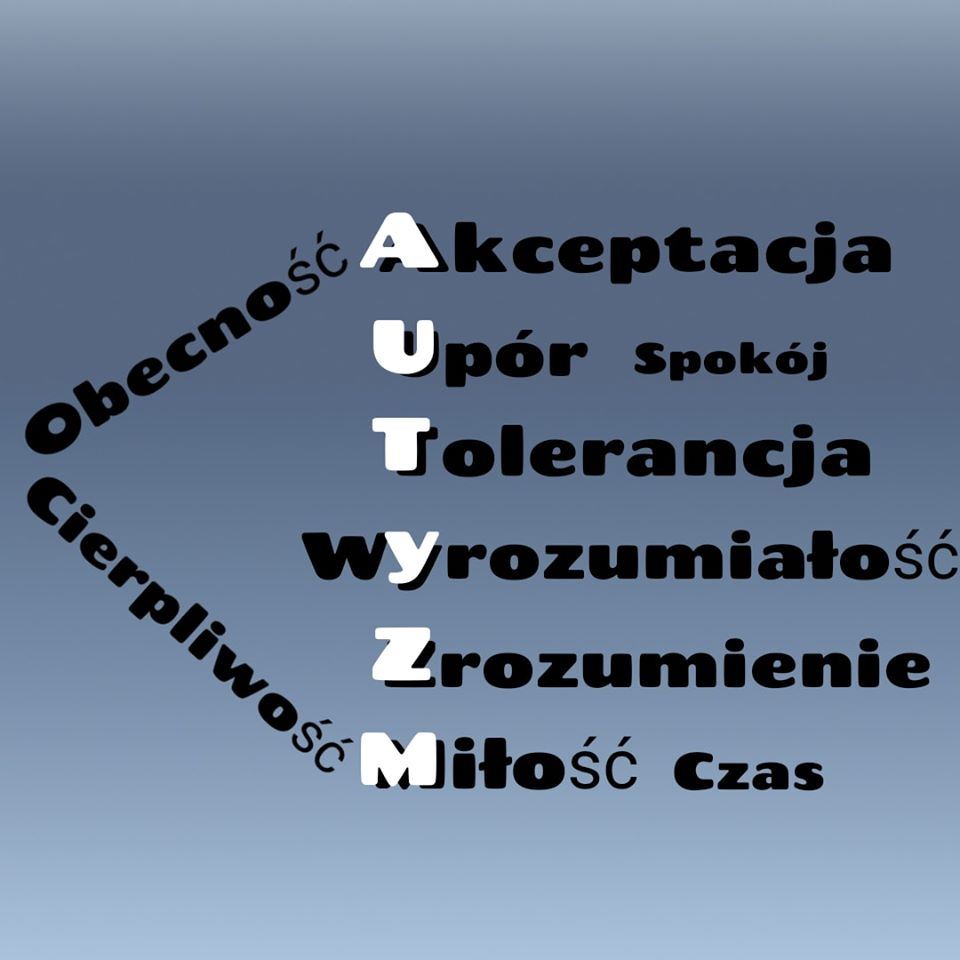 Obecność
Cierpliwość
Akceptacja
Upór Spokój
Tolerancja
Wyrozumiałość
Zrozumienie
Miłość Czas